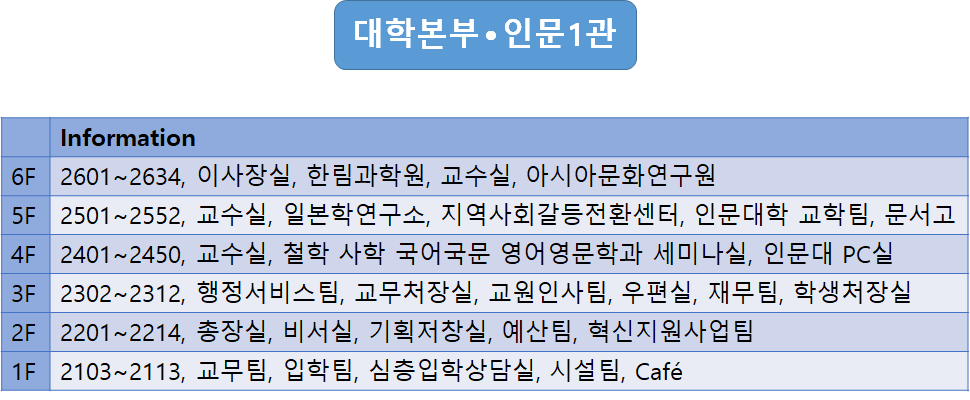 대학본부•인문1관
Information
6F 2601~2634, 이사장실, 한림과학원, 교수실, 아시아문화연구원
5F 2501~2552, 교수실, 일본학연구소, 지역사회갈등전환센터, 인문대학 교학팀, 문서고
4F 2401~2450, 교수실, 철학 사학 국어국문 영어영문학과 세미나실, 인문대 PC실
3F 2302~2312, 행정서비스팀, 교무처장실, 교원인사팀, 우편실, 재무팀, 학생처장실
2F 2201~2214, 총장실, 비서실, 기획저창실, 예산팀, 혁신지원사업팀
1F 2103~2113, 교무팀, 입학팀, 심층입학상담실, 시설팀, Café